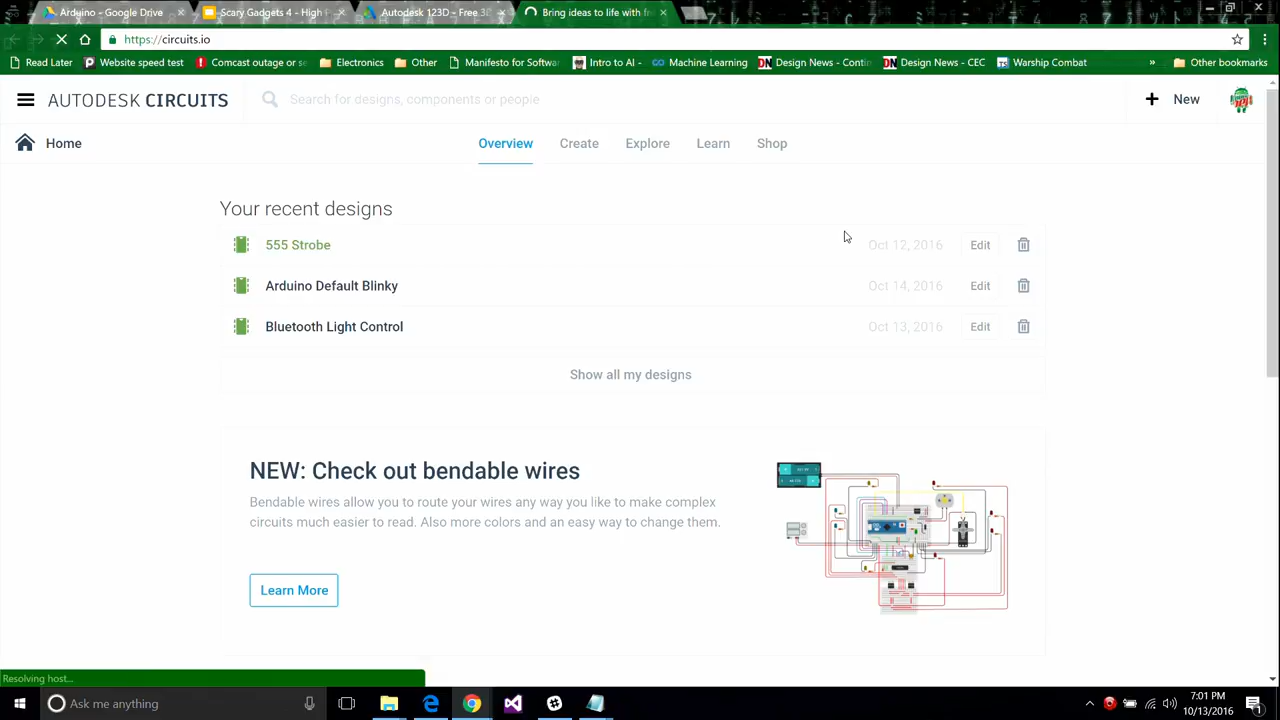 Arduino - Google Drive
Scary Gadgets 4 - High
Autodesk 123D - Free 3D
Bring ideas to life with fre
https://circuits.io
Read Later
Website speed test
Comcast outage or se
Electronics
Other
Manifesto for Softwa
Intro to AI -
Machine Learning
DN Design News - Contin
DN Design News - CEC
Warship Combat
»
Other bookmarks
AUTODESK CIRCUITS
Search for designs, components or people
New
Home
Overview
Create
Explore
Learn
Shop
Your recent designs
555 Strobe
Oct 12, 2016
Edit
Arduino Default Blinky
Oct 14, 2016
Edit
Bluetooth Light Control
Oct 13, 2016
Edit
Show all my designs
NEW: Check out bendable wires
Bendable wires allow you to route your wires any way you like to make complex
circuits much easier to read. Also more colors and an easy way to change them.
Learn More
Resolving host...
Ask me anything
7:01 PM
10/13/2016
1